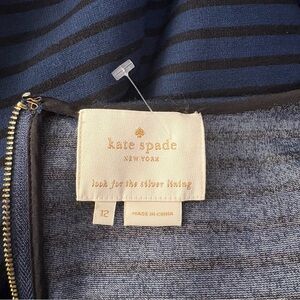 kate spade
NEW YORK
look for the silver lining
12
MADE IN CHINA